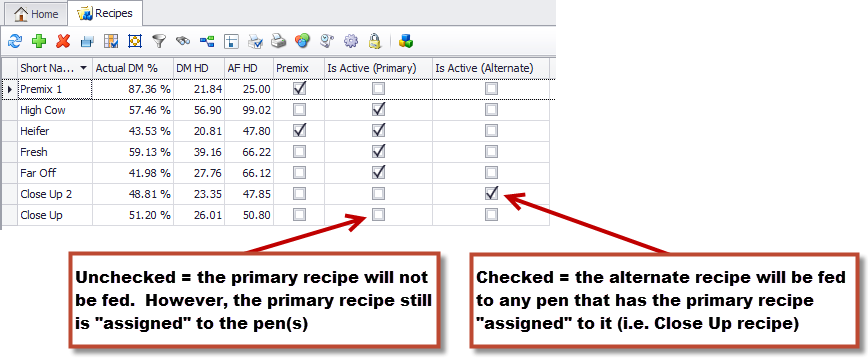 Home Recipes
Short Na... Actual DM % DM HD AF HD Premix Is Active (Primary) Is Active (Alternate)
Premix 1 87.36 % 21.84 25.00
High Cow 57.46 % 56.90 99.02
Heifer 43.53 % 20.81 47.80
Fresh 59.13 % 39.16 66.22
Far Off 41.98 % 27.76 66.12
Close Up 2 48.81 % 23.35 47.85
Close Up 51.20 % 26.01 50.80
Unchecked = the primary recipe will not
be fed.  However, the primary recipe still
is "assigned" to the pen(s)
Checked = the alternate recipe will be fed
to any pen that has the primary recipe
"assigned" to it (i.e. Close Up recipe)